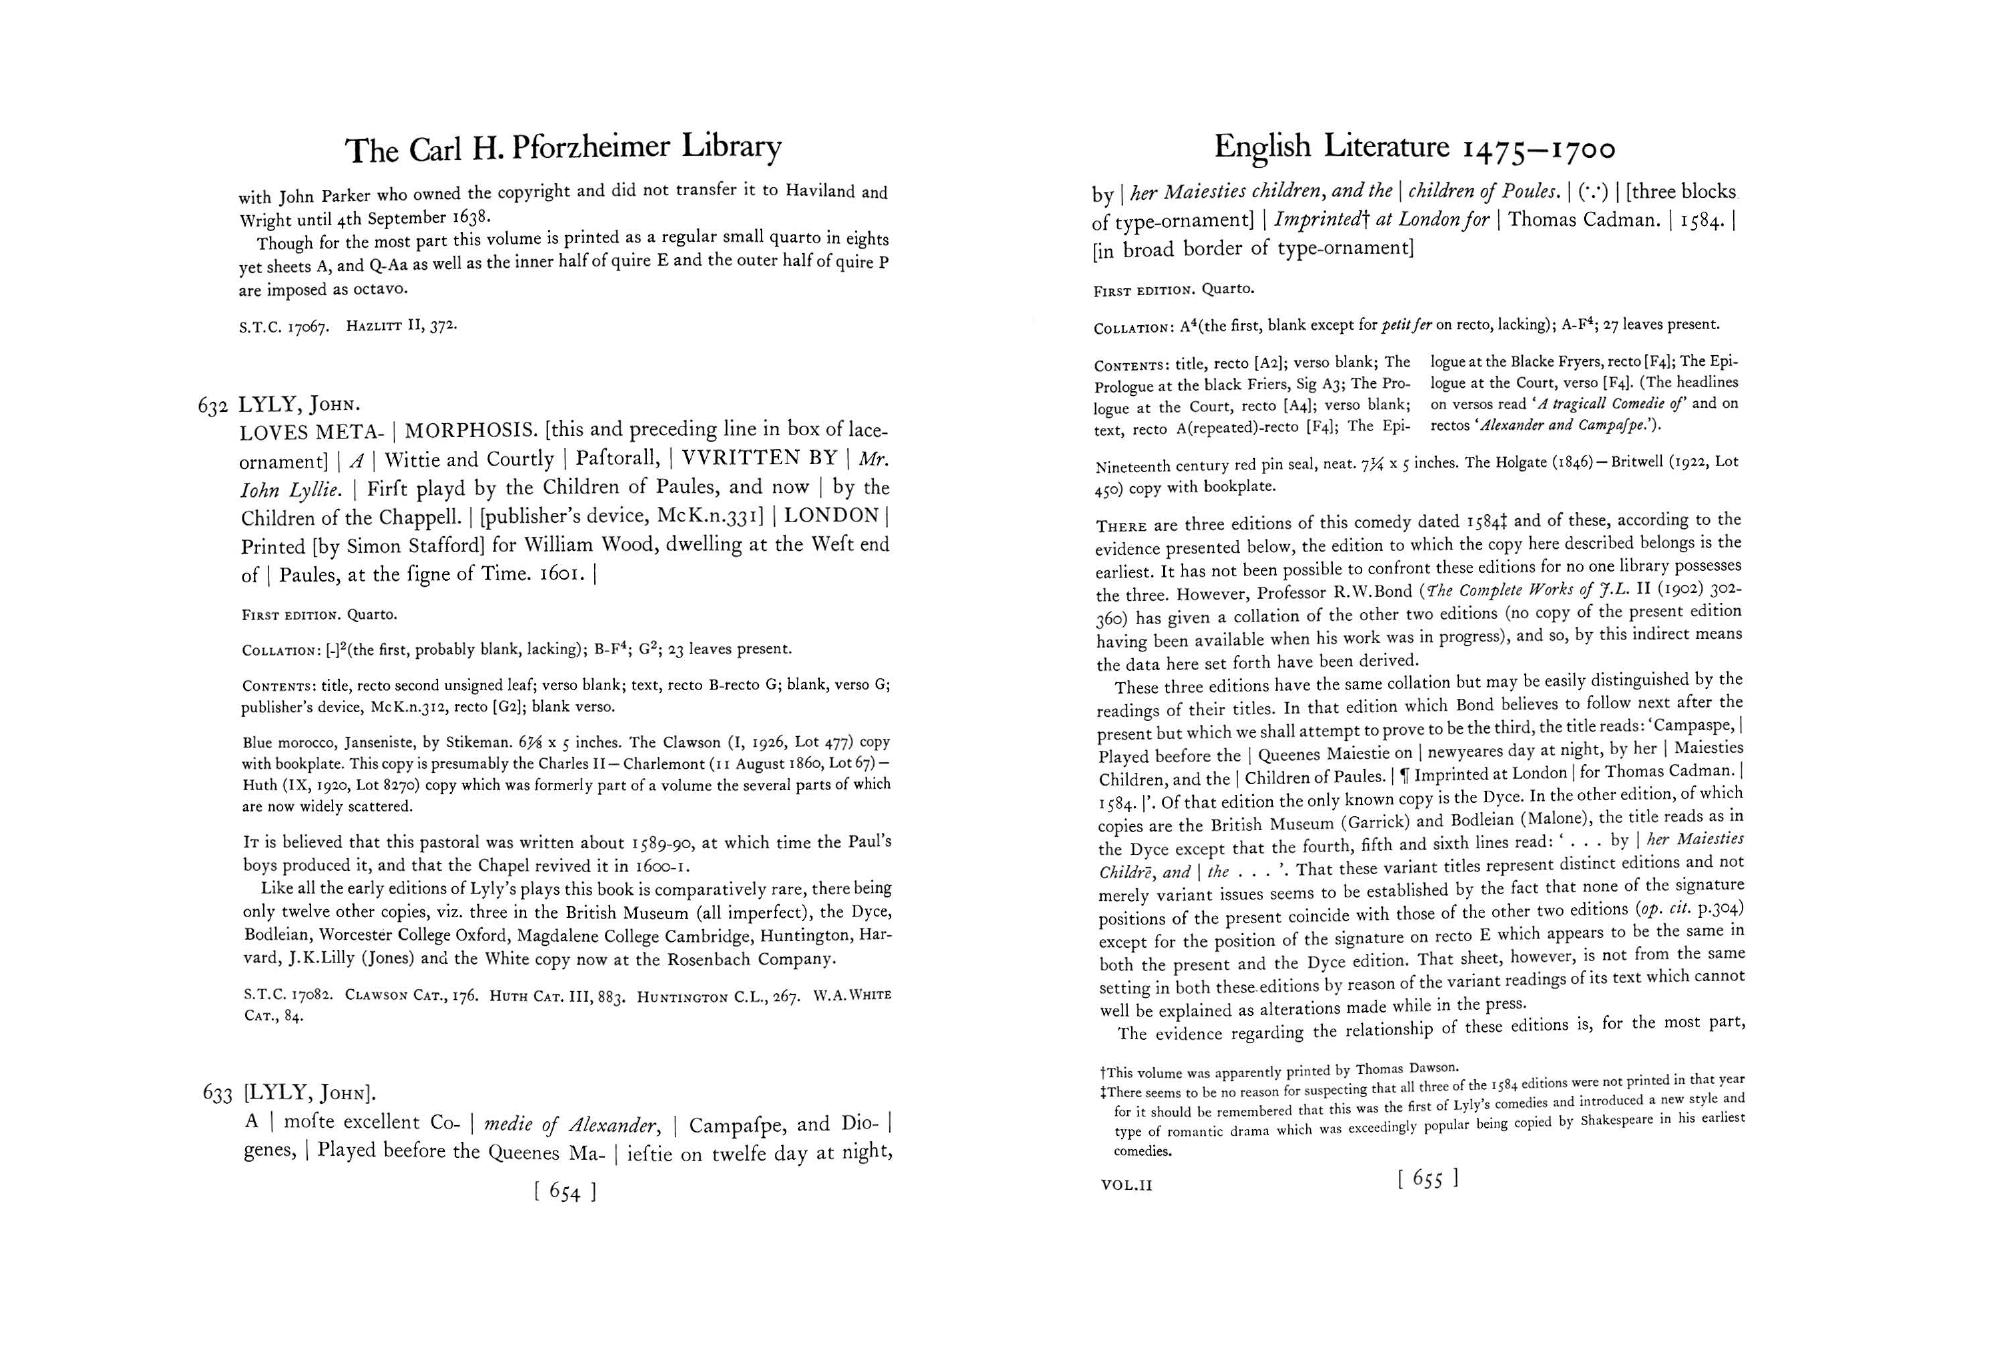 The Carl H. Pforzheimer Library
with John Parker who owned the copyright and did not transfer it to Haviland and
Wright until 4th September 1638.
Though for the most part this volume is printed as a regular small quarto in eights
yet sheets A, and Q-Aa as well as the inner half of quire E and the outer half of quire P
are imposed as octavo.
S.T.C. 17067. Hazlitt II, 372.
632 LYLY, John.
LOVES META- | MORPHOSIS. [this and preceding line in box of lace-
ornament] | A | Wittie and Courtly | Paſtorall, | VVRITTEN BY | Mr.
Iohn Lyllie. | Firſt playd by the Children of Paules, and now | by the
Children of the Chappell. | [publisher's device, McK.n.331] | LONDON |
Printed [by Simon Stafford] for William Wood, dwelling at the Weſt end
of | Paules, at the ſigne of Time. 1601. |
First edition. Quarto.
Collation: [-]²(the first, probably blank, lacking); B-F⁴; G²; 23 leaves present.
Contents: title, recto second unsigned leaf; verso blank; text, recto B-recto G; blank, verso G;
publisher's device, McK.n.312, recto [G2]; blank verso.
Blue morocco, Janseniste, by Stikeman. 6⅞ x 5 inches. The Clawson (I, 1926, Lot 477) copy
with bookplate. This copy is presumably the Charles II—Charlemont (11 August 1860, Lot 67)—
Huth (IX, 1920, Lot 8270) copy which was formerly part of a volume the several parts of which
are now widely scattered.
It is believed that this pastoral was written about 1589-90, at which time the Paul's
boys produced it, and that the Chapel revived it in 1600-1.
Like all the early editions of Lyly's plays this book is comparatively rare, there being
only twelve other copies, viz. three in the British Museum (all imperfect), the Dyce,
Bodleian, Worcester College Oxford, Magdalene College Cambridge, Huntington, Har-
vard, J.K.Lilly (Jones) and the White copy now at the Rosenbach Company.
S.T.C. 17082. Clawson Cat., 176. Huth Cat. III, 883. Huntington C.L., 267. W.A.White
Cat., 84.
633 [LYLY, John].
A | moſte excellent Co- | medie of Alexander, | Campaſpe, and Dio- |
genes, | Played beefore the Queenes Ma- | ieſtie on twelfe day at night,
[ 654 ]
English Literature 1475—1700
by | her Maiesties children, and the | children of Poules. | (∵) | [three blocks
of type-ornament] | Imprinted† at London for | Thomas Cadman. | 1584. |
[in broad border of type-ornament]
First edition. Quarto.
Collation: A⁴(the first, blank except for petit fer on recto, lacking); A-F⁴; 27 leaves present.
Contents: title, recto [A2]; verso blank; The
Prologue at the black Friers, Sig A3; The Pro-
logue at the Court, recto [A4]; verso blank;
text, recto A(repeated)-recto [F4]; The Epi-
logue at the Blacke Fryers, recto [F4]; The Epi-
logue at the Court, verso [F4]. (The headlines
on versos read ‘A tragicall Comedie of’ and on
rectos ‘Alexander and Campaſpe.’).
Nineteenth century red pin seal, neat. 7¼ x 5 inches. The Holgate (1846)—Britwell (1922, Lot
450) copy with bookplate.
There are three editions of this comedy dated 1584‡ and of these, according to the
evidence presented below, the edition to which the copy here described belongs is the
earliest. It has not been possible to confront these editions for no one library possesses
the three. However, Professor R.W.Bond (The Complete Works of J.L. II (1902) 302-
360) has given a collation of the other two editions (no copy of the present edition
having been available when his work was in progress), and so, by this indirect means
the data here set forth have been derived.
These three editions have the same collation but may be easily distinguished by the
readings of their titles. In that edition which Bond believes to follow next after the
present but which we shall attempt to prove to be the third, the title reads: ‘Campaspe, |
Played beefore the | Queenes Maiestie on | newyeares day at night, by her | Maiesties
Children, and the | Children of Paules. | ¶ Imprinted at London | for Thomas Cadman. |
1584. |’. Of that edition the only known copy is the Dyce. In the other edition, of which
copies are the British Museum (Garrick) and Bodleian (Malone), the title reads as in
the Dyce except that the fourth, fifth and sixth lines read: ‘ . . . by | her Maiesties
Childrē, and | the . . . ’. That these variant titles represent distinct editions and not
merely variant issues seems to be established by the fact that none of the signature
positions of the present coincide with those of the other two editions (op. cit. p.304)
except for the position of the signature on recto E which appears to be the same in
both the present and the Dyce edition. That sheet, however, is not from the same
setting in both these editions by reason of the variant readings of its text which cannot
well be explained as alterations made while in the press.
The evidence regarding the relationship of these editions is, for the most part,
†This volume was apparently printed by Thomas Dawson.
‡There seems to be no reason for suspecting that all three of the 1584 editions were not printed in that year
for it should be remembered that this was the first of Lyly's comedies and introduced a new style and
type of romantic drama which was exceedingly popular being copied by Shakespeare in his earliest
comedies.
VOL.II
[ 655 ]